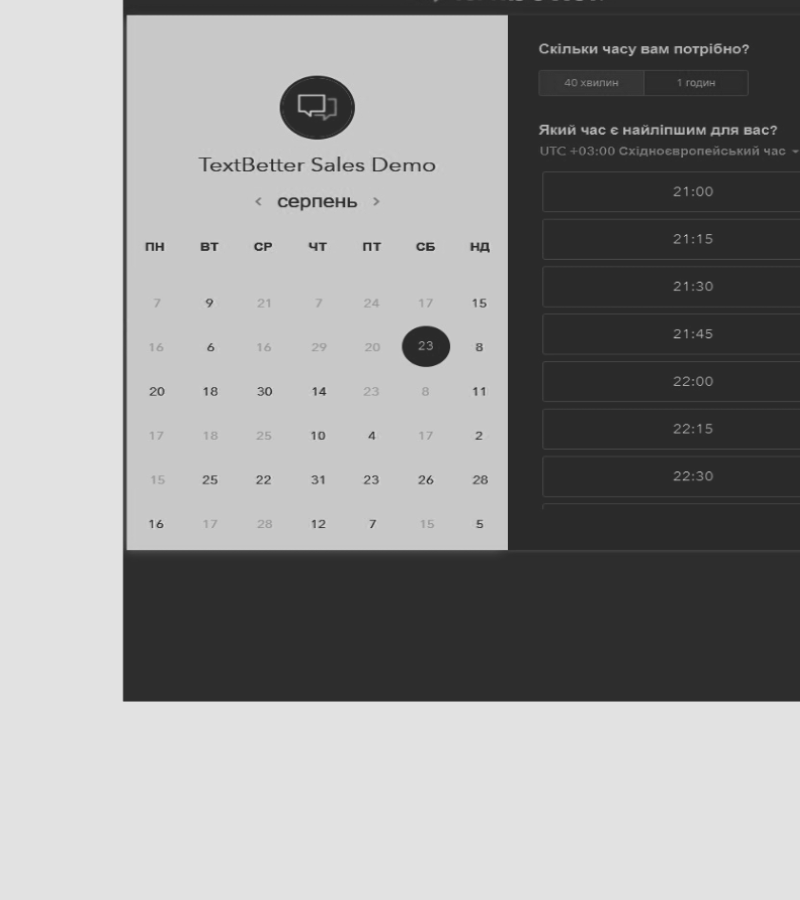 TextBetter Sales Demo
‹ серпень ›
ПН ВТ СР ЧТ ПТ СБ НД
7 9 21 7 24 17 15
16 6 16 29 20 23 8
20 18 30 14 23 8 11
17 18 25 10 4 17 2
15 25 22 31 23 26 28
16 17 28 12 7 15 5
Скільки часу вам потрібно?
40 хвилин 1 годин
Який час є найліпшим для вас?
UTC +03:00 Східноєвропейський час
21:00
21:15
21:30
21:45
22:00
22:15
22:30